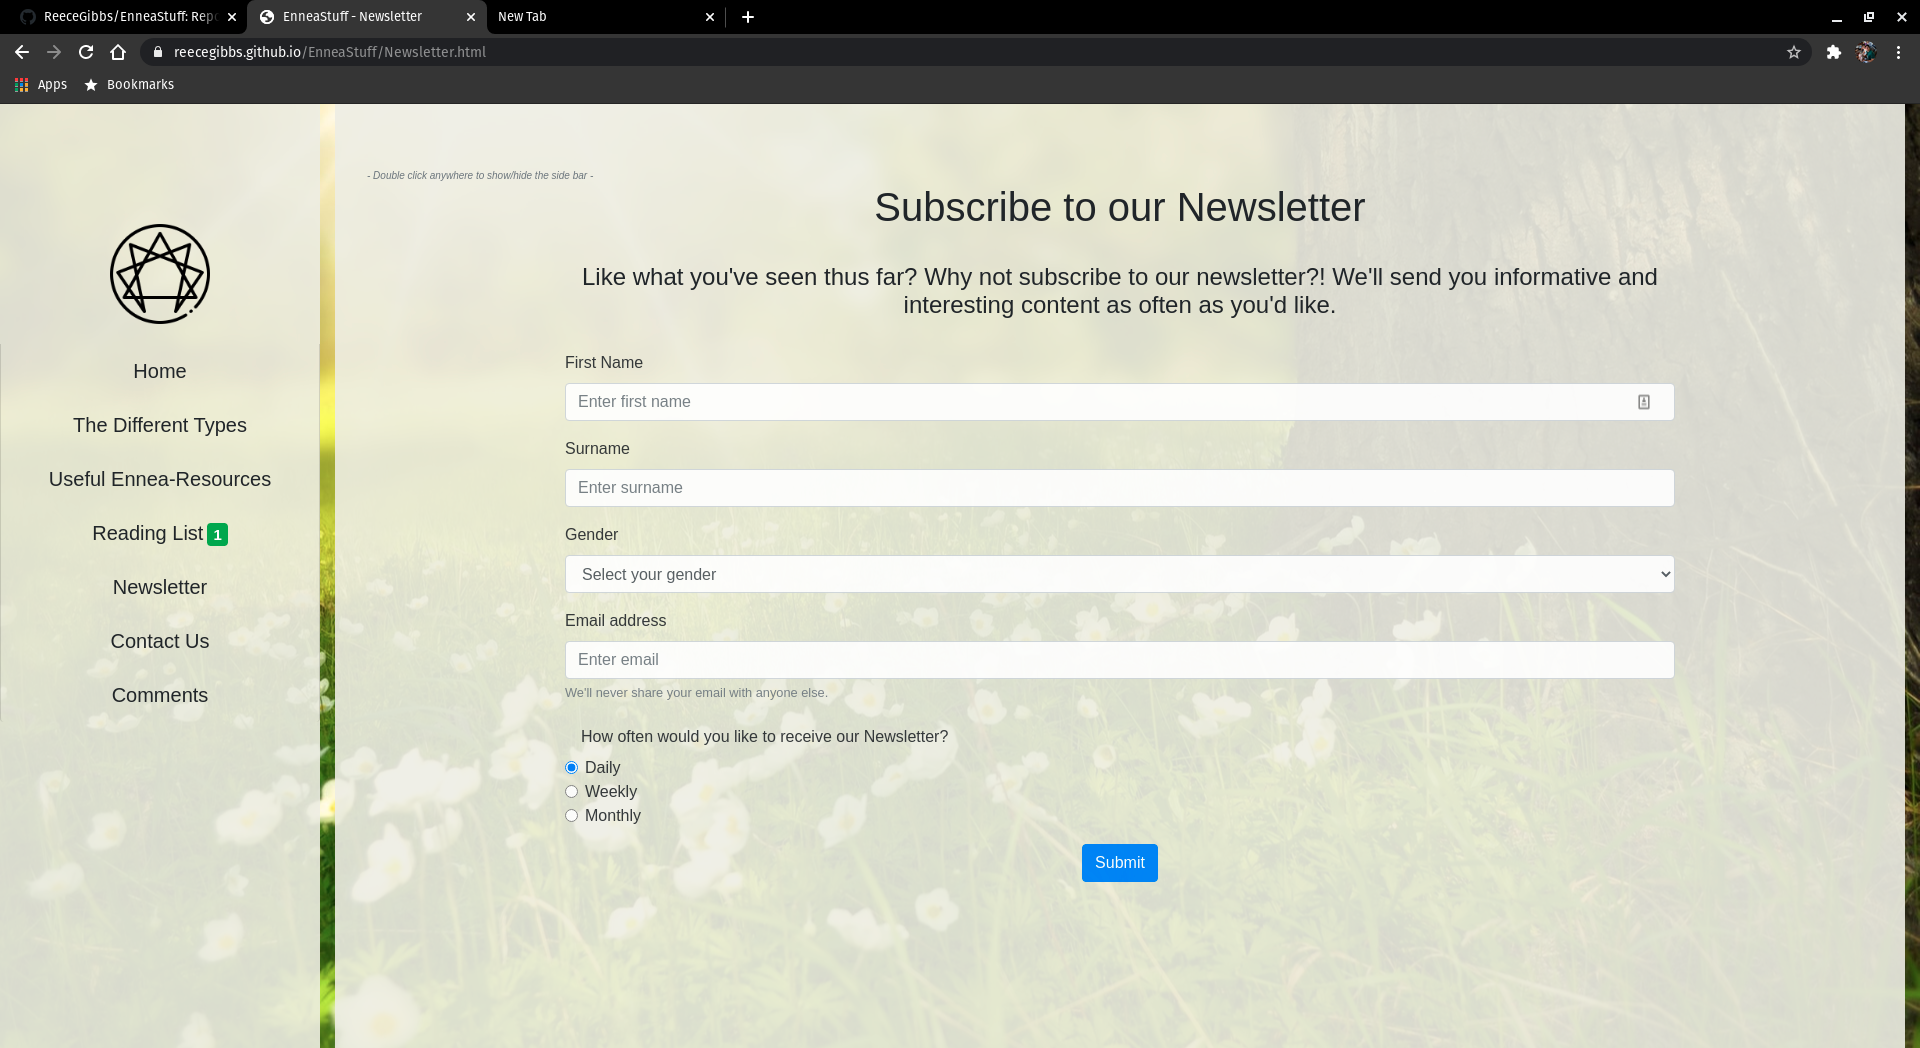 ReeceGibbs/EnneaStuff: Rep
EnneaStuff - Newsletter
New Tab
reecegibbs.github.io/EnneaStuff/Newsletter.html
Apps
Bookmarks
- Double click anywhere to show/hide the side bar -
Home
The Different Types
Useful Ennea-Resources
Reading List 1
Newsletter
Contact Us
Comments
Subscribe to our Newsletter
Like what you've seen thus far? Why not subscribe to our newsletter?! We'll send you informative and
interesting content as often as you'd like.
First Name
Enter first name
Surname
Enter surname
Gender
Select your gender
Email address
Enter email
We'll never share your email with anyone else.
How often would you like to receive our Newsletter?
Daily
Weekly
Monthly
Submit